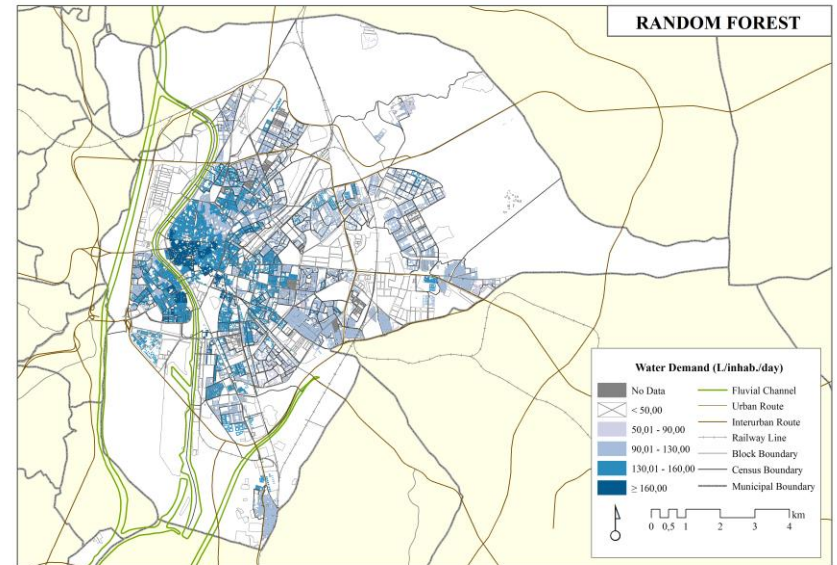 RANDOM FOREST
Water Demand (L/inhab./day)
No Data
< 50,00
50,01 - 90,00
90,01 - 130,00
130,01 - 160,00
≥ 160,00
Fluvial Channel
Urban Route
Interurban Route
Railway Line
Block Boundary
Census Boundary
Municipal Boundary
km
0 0,5 1 2 3 4